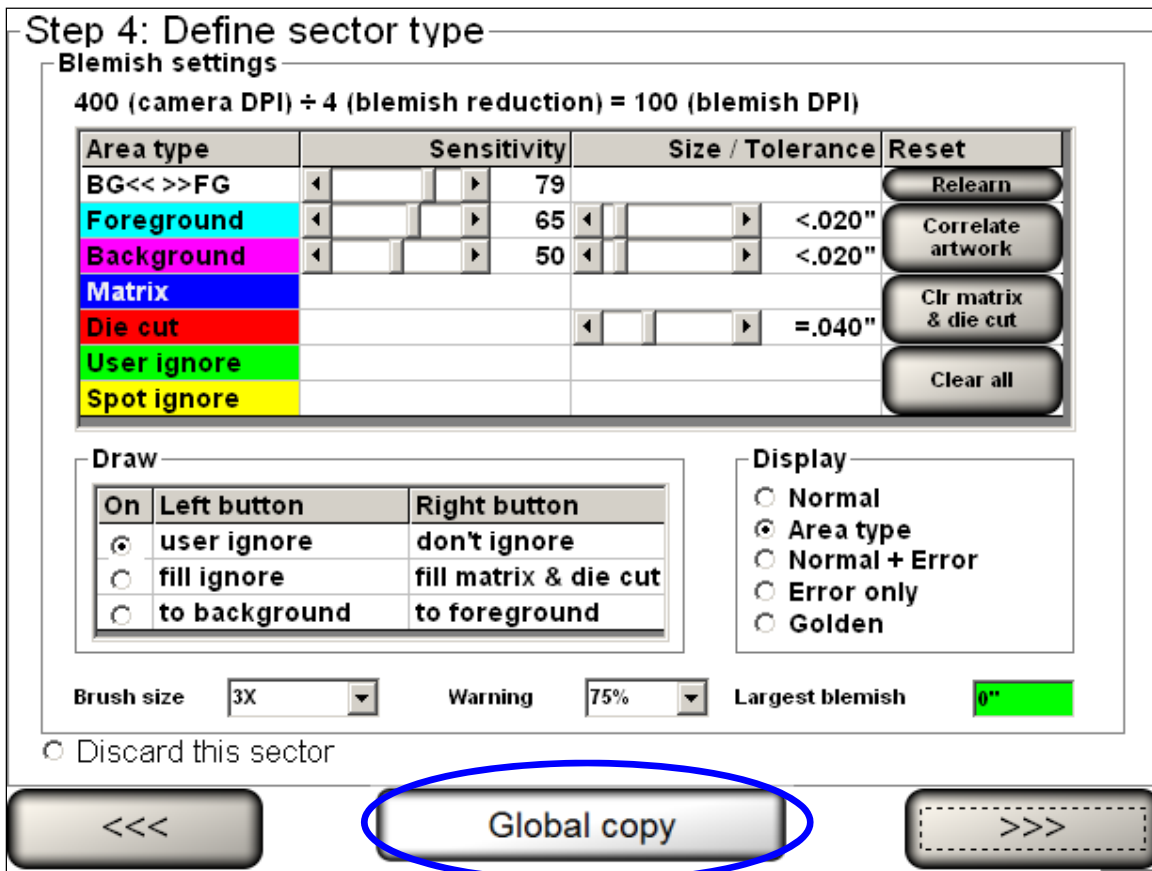 Step 4: Define sector type
Blemish settings
400 (camera DPI) ÷ 4 (blemish reduction) = 100 (blemish DPI)
Area type Sensitivity Size / Tolerance Reset
BG<< >>FG 79 Relearn
Foreground 65 <.020" Correlate
artwork
Background 50 <.020"
Matrix Clr matrix
& die cut
Die cut =.040"
User ignore Clear all
Spot ignore
Draw
On Left button Right button
user ignore don't ignore
fill ignore fill matrix & die cut
to background to foreground
Display
Normal
Area type
Normal + Error
Error only
Golden
Brush size 3X Warning 75% Largest blemish 0"
Discard this sector
<<< Global copy >>>